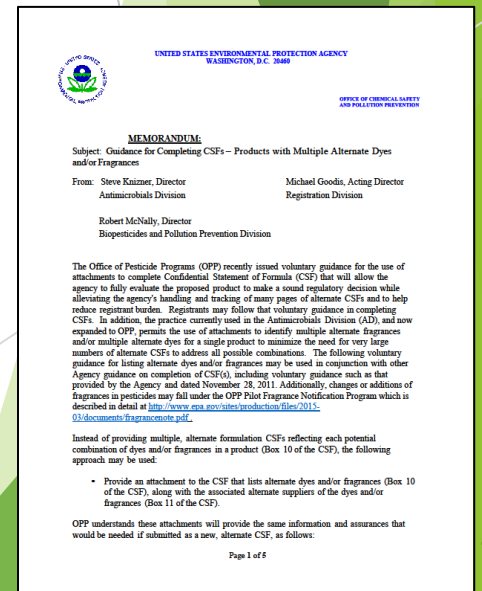 UNITED STATES ENVIRONMENTAL PROTECTION AGENCY
WASHINGTON, D.C. 20460
OFFICE OF CHEMICAL SAFETY
AND POLLUTION PREVENTION
MEMORANDUM:
Subject: Guidance for Completing CSFs – Products with Multiple Alternate Dyes
and/or Fragrances
From: Steve Knizner, Director
Michael Goodis, Acting Director
Antimicrobials Division
Registration Division
Robert McNally, Director
Biopesticides and Pollution Prevention Division
The Office of Pesticide Programs (OPP) recently issued voluntary guidance for the use of
attachments to complete Confidential Statement of Formula (CSF) that will allow the
agency to fully evaluate the proposed product to make a sound regulatory decision while
alleviating the agency's handling and tracking of many pages of alternate CSFs and to help
reduce registrant burden. Registrants may follow that voluntary guidance in completing
CSFs. In addition, the practice currently used in the Antimicrobials Division (AD), and now
expanded to OPP, permits the use of attachments to identify multiple alternate fragrances
and/or multiple alternate dyes for a single product to minimize the need for very large
numbers of alternate CSFs to address all possible combinations. The following voluntary
guidance for listing alternate dyes and/or fragrances may be used in conjunction with other
Agency guidance on completion of CSF(s), including voluntary guidance such as that
provided by the Agency and dated November 28, 2011. Additionally, changes or additions of
fragrances in pesticides may fall under the OPP Pilot Fragrance Notification Program which is
described in detail at http://www.epa.gov/sites/production/files/2015-
03/documents/fragrancenote.pdf .
Instead of providing multiple, alternate formulation CSFs reflecting each potential
combination of dyes and/or fragrances in a product (Box 10 of the CSF), the following
approach may be used:
• Provide an attachment to the CSF that lists alternate dyes and/or fragrances (Box 10
of the CSF), along with the associated alternate suppliers of the dyes and/or
fragrances (Box 11 of the CSF).
OPP understands these attachments will provide the same information and assurances that
would be needed if submitted as a new, alternate CSF, as follows:
Page 1 of 5